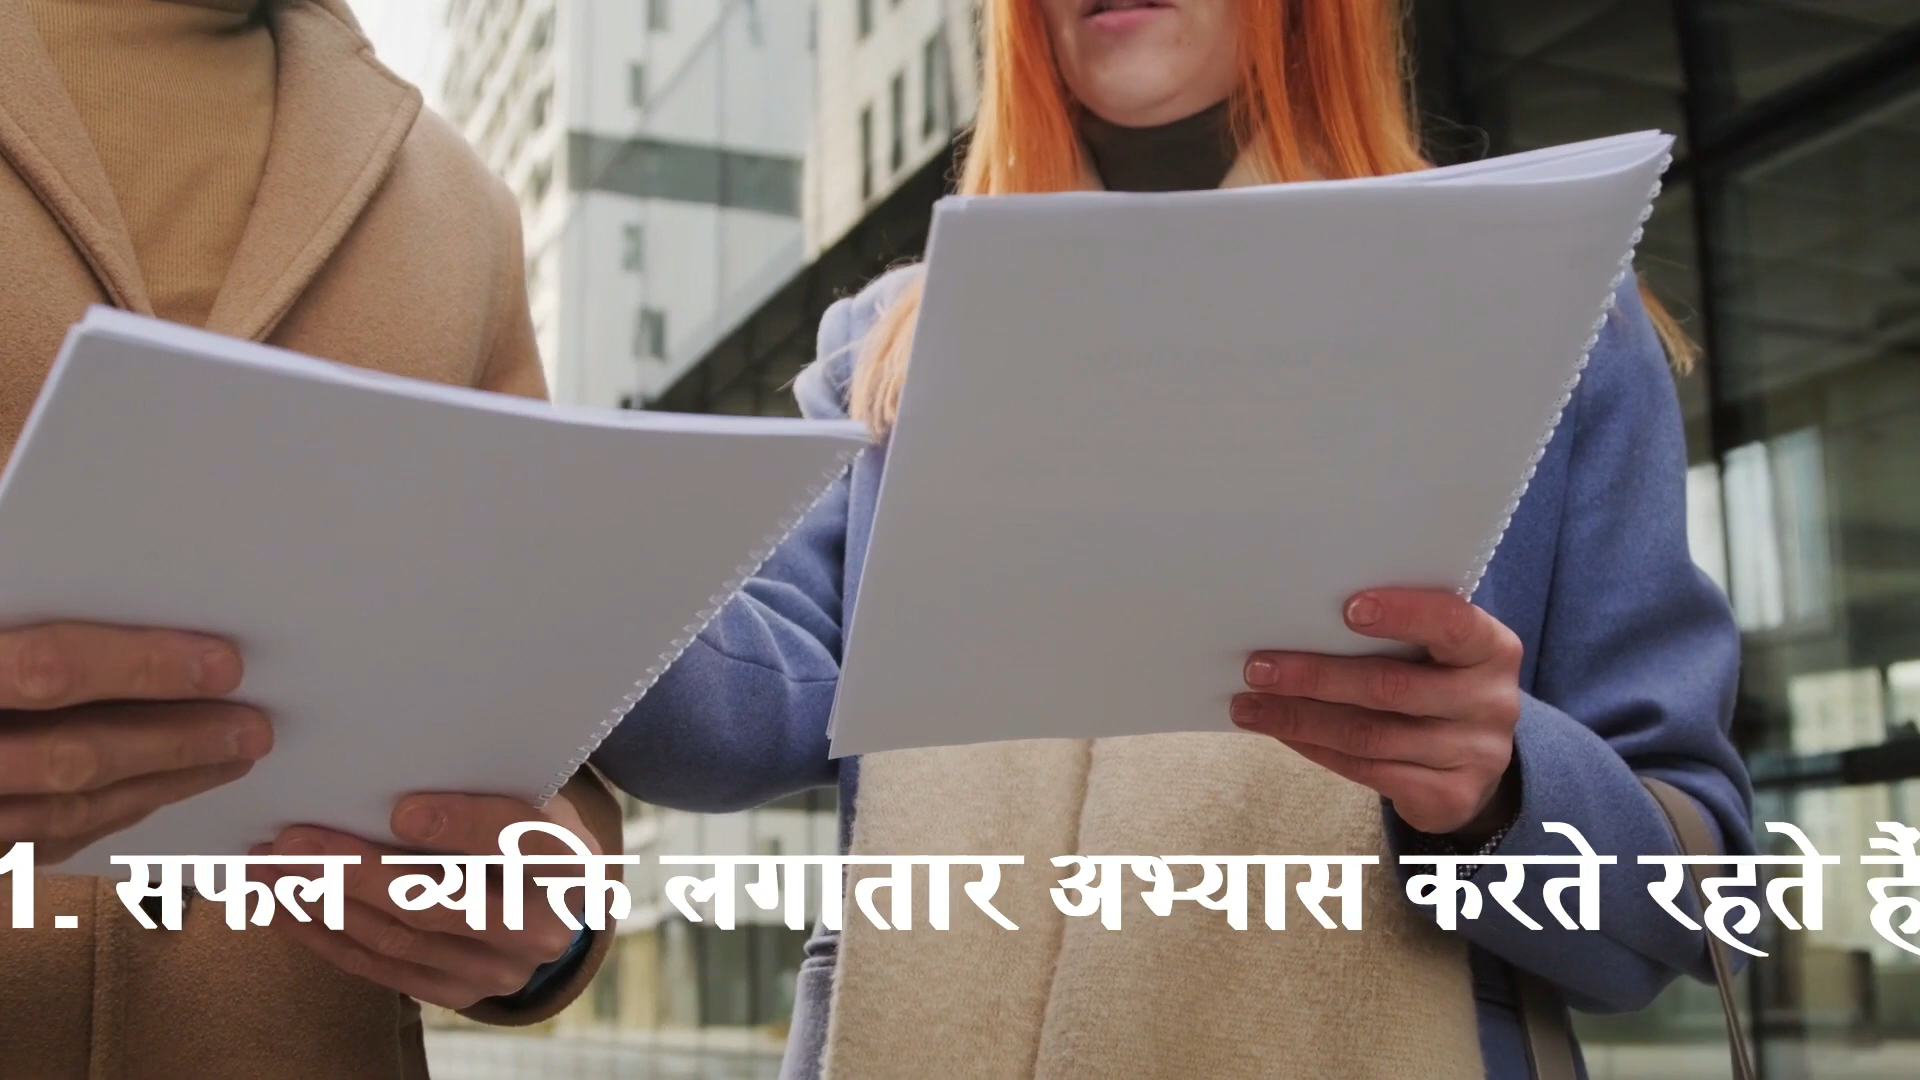 1. सफल व्यक्ति लगातार अभ्यास करते रहते हैं